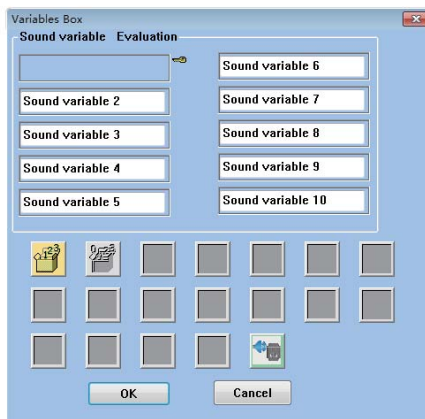 Variables Box
Sound variable Evaluation
Sound variable 2
Sound variable 3
Sound variable 4
Sound variable 5
Sound variable 6
Sound variable 7
Sound variable 8
Sound variable 9
Sound variable 10
123
OK
Cancel